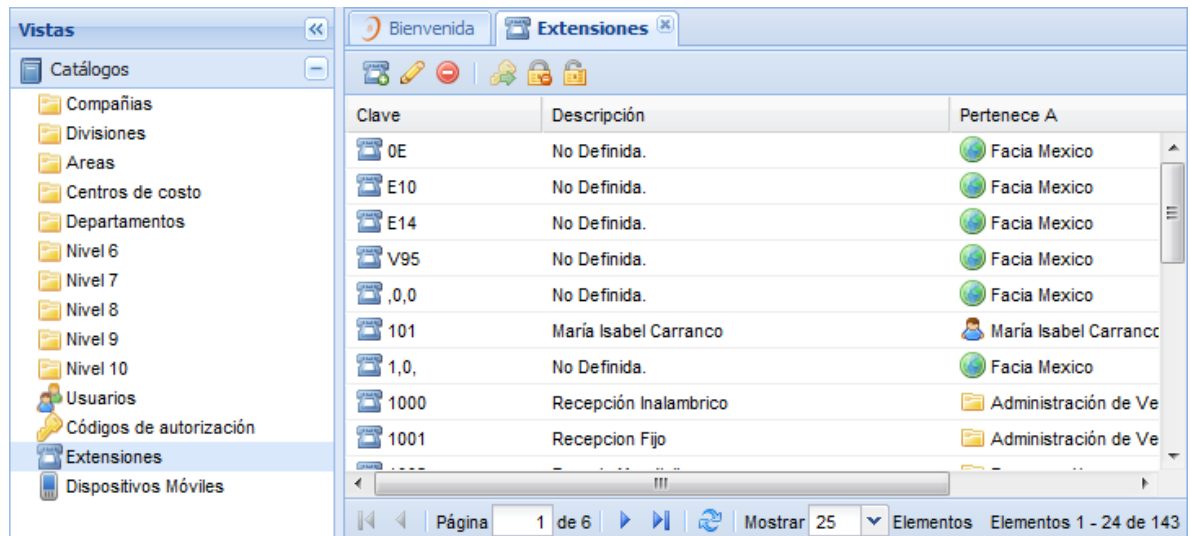 Vistas
Catálogos
Compañias
Divisiones
Areas
Centros de costo
Departamentos
Nivel 6
Nivel 7
Nivel 8
Nivel 9
Nivel 10
Usuarios
Códigos de autorización
Extensiones
Dispositivos Móviles
Bienvenida Extensiones
Clave Descripción Pertenece A
0E No Definida. Facia Mexico
E10 No Definida. Facia Mexico
E14 No Definida. Facia Mexico
V95 No Definida. Facia Mexico
,0,0 No Definida. Facia Mexico
101 María Isabel Carranco María Isabel Carranco
1,0, No Definida. Facia Mexico
1000 Recepción Inalambrico Administración de Ve
1001 Recepcion Fijo Administración de Ve
Página 1 de 6 Mostrar 25 Elementos Elementos 1 - 24 de 143